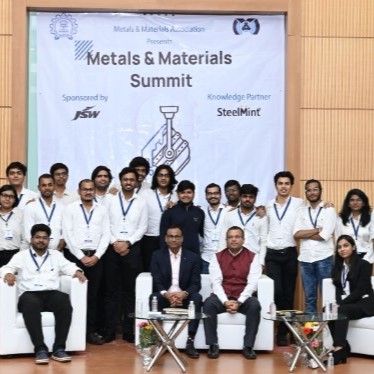 Metals & Materials Association
Presents
Metals & Materials
Summit
Sponsored by
Knowledge Partner
JSW
SteelMint